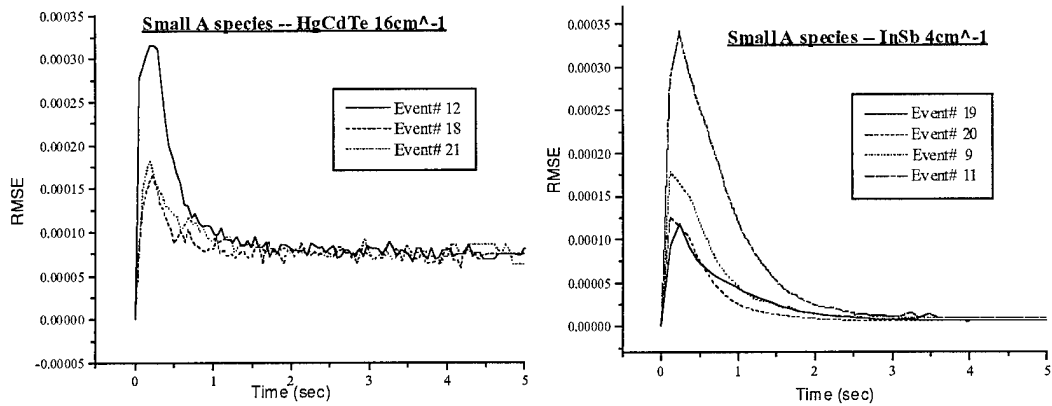 Small A species -- HgCdTe 16cm^-1
0.00035
0.00030
0.00025
0.00020
0.00015
0.00010
0.00005
0.00000
-0.00005
RMSE
Event# 12
Event# 18
Event# 21
0 1 2 3 4 5
Time (sec)
Small A species – InSb 4cm^-1
0.00035
0.00030
0.00025
0.00020
0.00015
0.00010
0.00005
0.00000
RMSE
Event# 19
Event# 20
Event# 9
Event# 11
0 1 2 3 4 5
Time (sec)